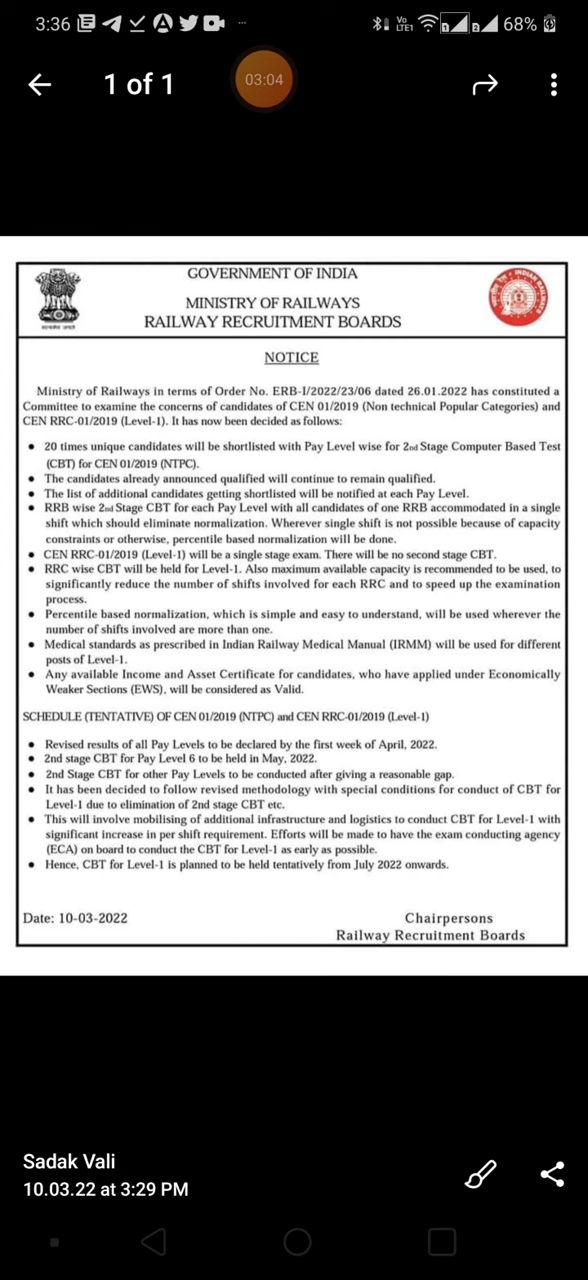 3:36
Vo
LTE1
1
2
68%
1 of 1
03:04
GOVERNMENT OF INDIA
MINISTRY OF RAILWAYS
RAILWAY RECRUITMENT BOARDS
NOTICE
Ministry of Railways in terms of Order No. ERB-I/2022/23/06 dated 26.01.2022 has constituted a
Committee to examine the concerns of candidates of CEN 01/2019 (Non technical Popular Categories) and
CEN RRC-01/2019 (Level-1). It has now been decided as follows:
• 20 times unique candidates will be shortlisted with Pay Level wise for 2nd Stage Computer Based Test
(CBT) for CEN 01/2019 (NTPC).
• The candidates already announced qualified will continue to remain qualified.
• The list of additional candidates getting shortlisted will be notified at each Pay Level.
• RRB wise 2nd Stage CBT for each Pay Level with all candidates of one RRB accommodated in a single
shift which should eliminate normalization. Wherever single shift is not possible because of capacity
constraints or otherwise, percentile based normalization will be done.
• CEN RRC-01/2019 (Level-1) will be a single stage exam. There will be no second stage CBT.
• RRC wise CBT will be held for Level-1. Also maximum available capacity is recommended to be used, to
significantly reduce the number of shifts involved for each RRC and to speed up the examination
process.
• Percentile based normalization, which is simple and easy to understand, will be used wherever the
number of shifts involved are more than one.
• Medical standards as prescribed in Indian Railway Medical Manual (IRMM) will be used for different
posts of Level-1.
• Any available Income and Asset Certificate for candidates, who have applied under Economically
Weaker Sections (EWS), will be considered as Valid.
SCHEDULE (TENTATIVE) OF CEN 01/2019 (NTPC) and CEN RRC-01/2019 (Level-1)
• Revised results of all Pay Levels to be declared by the first week of April, 2022.
• 2nd stage CBT for Pay Level 6 to be held in May, 2022.
• 2nd Stage CBT for other Pay Levels to be conducted after giving a reasonable gap.
• It has been decided to follow revised methodology with special conditions for conduct of CBT for
Level-1 due to elimination of 2nd stage CBT etc.
• This will involve mobilising of additional infrastructure and logistics to conduct CBT for Level-1 with
significant increase in per shift requirement. Efforts will be made to have the exam conducting agency
(ECA) on board to conduct the CBT for Level-1 as early as possible.
• Hence, CBT for Level-1 is planned to be held tentatively from July 2022 onwards.
Date: 10-03-2022
Chairpersons
Railway Recruitment Boards
Sadak Vali
10.03.22 at 3:29 PM